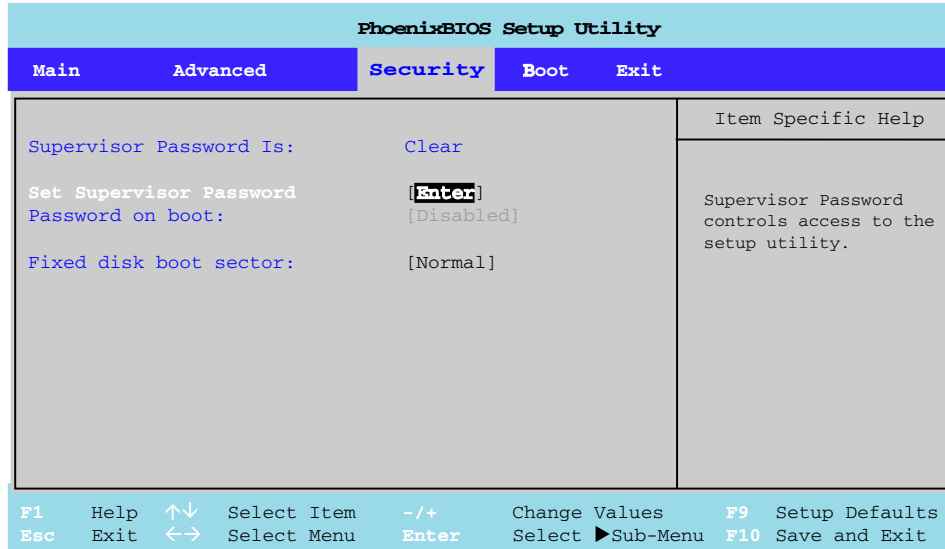 PhoenixBIOS Setup Utility
Main Advanced Security Boot Exit
Item Specific Help
Supervisor Password Is: Clear
Set Supervisor Password [Enter]
Password on boot: [Disabled]
Fixed disk boot sector: [Normal]
Supervisor Password
controls access to the
setup utility.
F1 Help ↑↓ Select Item -/+ Change Values F9 Setup Defaults
Esc Exit ←→ Select Menu Enter Select ▶Sub-Menu F10 Save and Exit